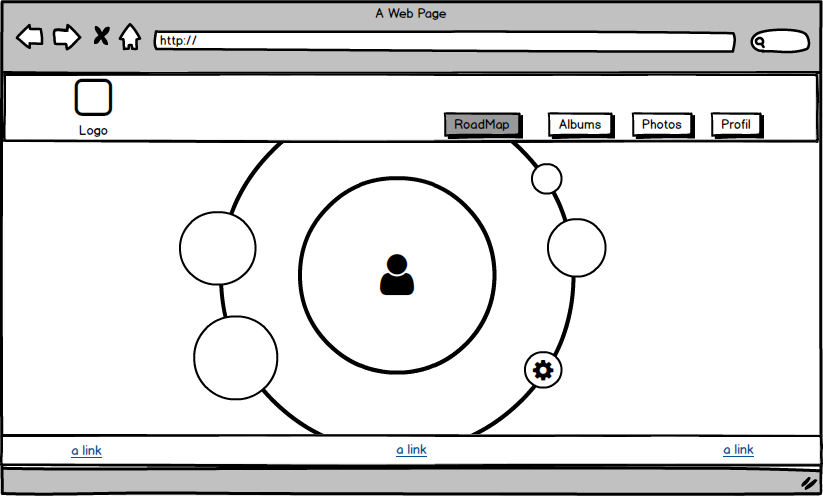 A Web Page
http://
Logo
RoadMap Albums Photos Profil
a link a link a link